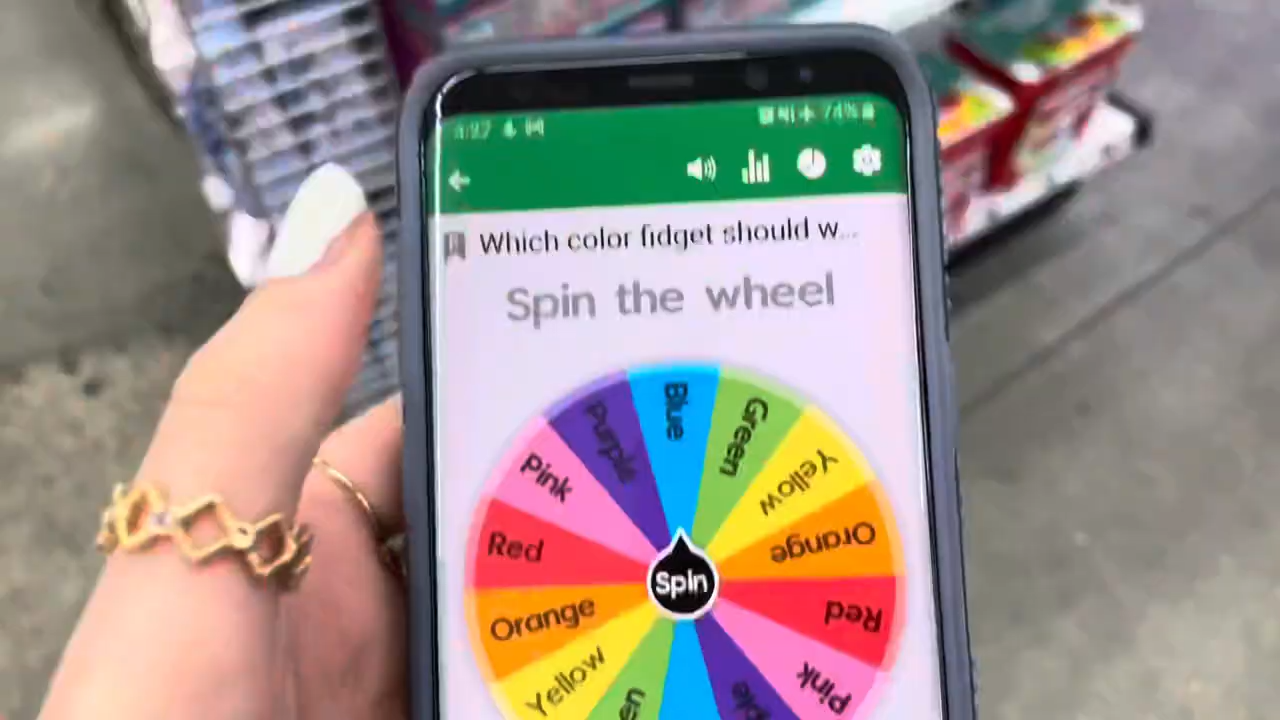 74%
Which color fidget should w...
Spin the wheel
Blue
Green
Yellow
Orange
Red
Pink
Purple
Pink
Red
Orange
Yellow
Spin